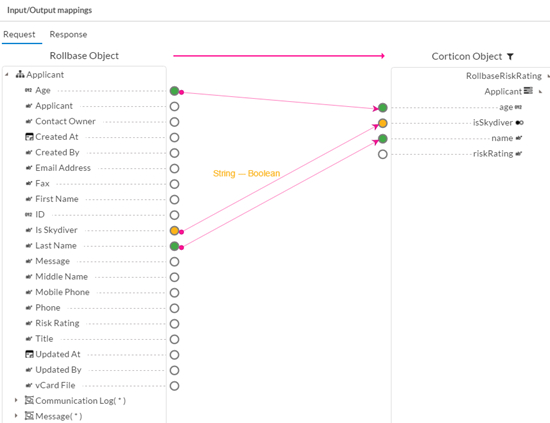 Input/Output mappings
Request Response
Rollbase Object Corticon Object
Applicant
Age
Applicant
Contact Owner
Created At
Created By
Email Address
Fax
First Name
ID
Is Skydiver
Last Name
Message
Middle Name
Mobile Phone
Phone
Risk Rating
Title
Updated At
Updated By
vCard File
Communication Log( * )
Message( * )
String — Boolean
RollbaseRiskRating
Applicant
age
isSkydiver
name
riskRating